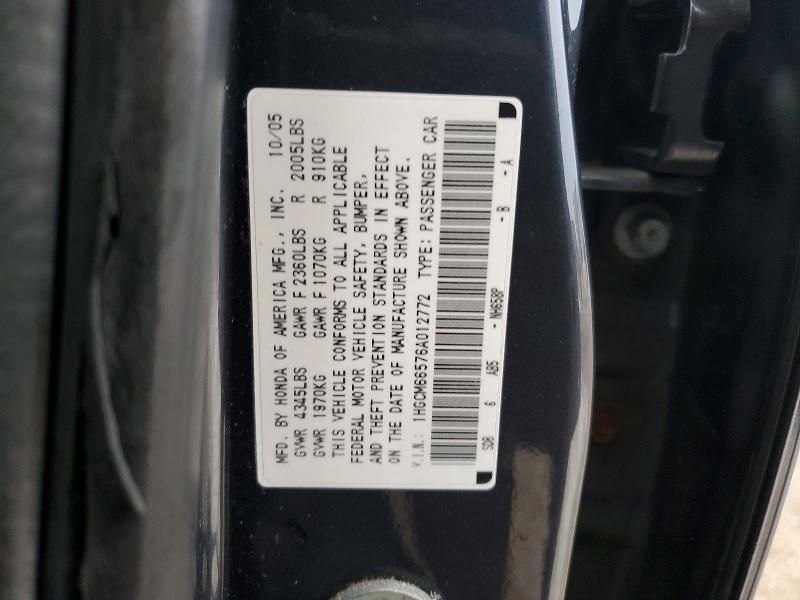 MFD. BY HONDA OF AMERICA MFG., INC. 10/05
GVWR 4345LBS GAWR F 2360LBS R 2005LBS
GVWR 1970KG GAWR F 1070KG R 910KG
THIS VEHICLE CONFORMS TO ALL APPLICABLE
FEDERAL MOTOR VEHICLE SAFETY, BUMPER,
AND THEFT PREVENTION STANDARDS IN EFFECT
ON THE DATE OF MANUFACTURE SHOWN ABOVE.
V.I.N.: 1HGCM66576A012772 TYPE: PASSENGER CAR
SD8 6 AB5 - NH658P - B - A